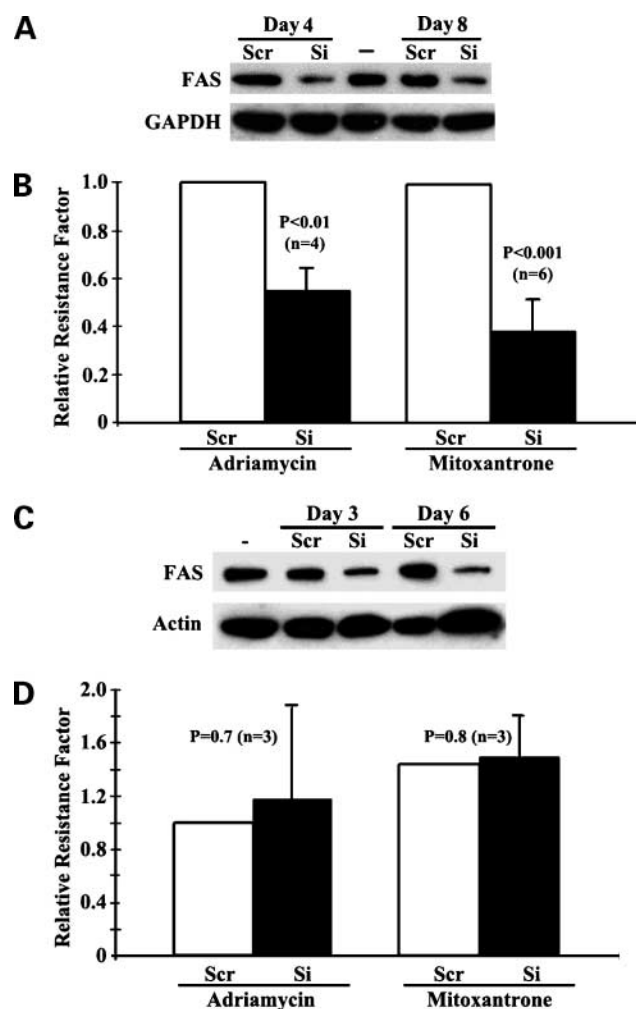 A
Day 4 Day 8
Scr Si – Scr Si
FAS
GAPDH
B
Relative Resistance Factor
1.0
0.8
0.6
0.4
0.2
0
P<0.01
(n=4)
P<0.001
(n=6)
Scr Si Scr Si
Adriamycin Mitoxantrone
C
Day 3 Day 6
- Scr Si Scr Si
FAS
Actin
D
Relative Resistance Factor
2.0
1.6
1.2
0.8
0.4
0
P=0.7 (n=3) P=0.8 (n=3)
Scr Si Scr Si
Adriamycin Mitoxantrone